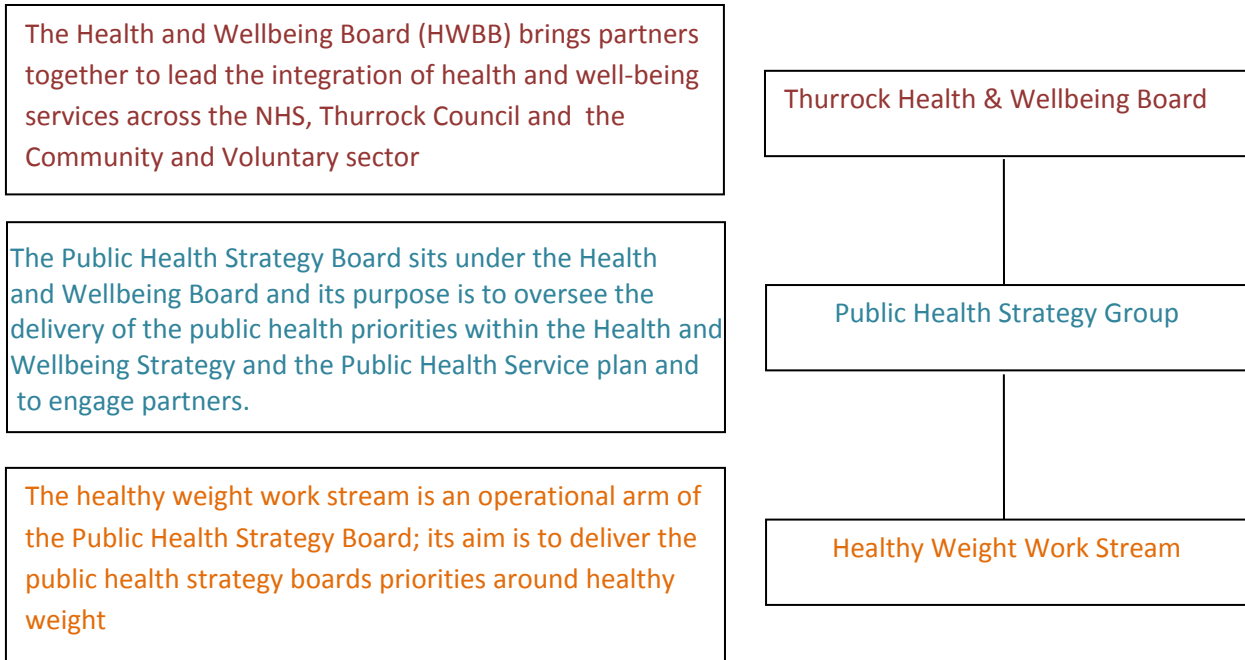 The Health and Wellbeing Board (HWBB) brings partners
together to lead the integration of health and well-being
services across the NHS, Thurrock Council and the
Community and Voluntary sector
Thurrock Health & Wellbeing Board
The Public Health Strategy Board sits under the Health
and Wellbeing Board and its purpose is to oversee the
delivery of the public health priorities within the Health and
Wellbeing Strategy and the Public Health Service plan and
to engage partners.
Public Health Strategy Group
The healthy weight work stream is an operational arm of
the Public Health Strategy Board; its aim is to deliver the
public health strategy boards priorities around healthy
weight
Healthy Weight Work Stream